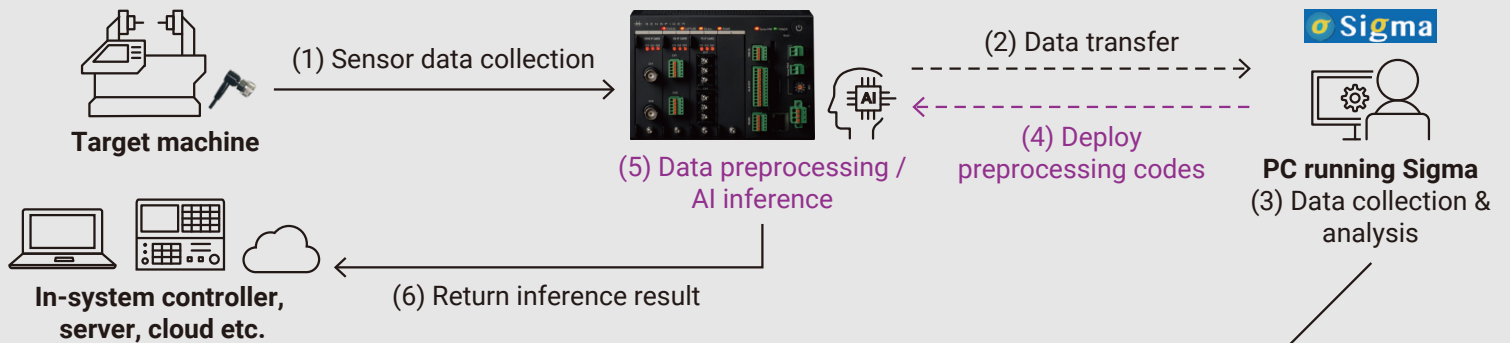 (1) Sensor data collection
Target machine
SENSPIDER
AI
(5) Data preprocessing /
AI inference
(2) Data transfer
(4) Deploy
preprocessing codes
σ Sigma
PC running Sigma
(3) Data collection &
analysis
In-system controller,
server, cloud etc.
(6) Return inference result